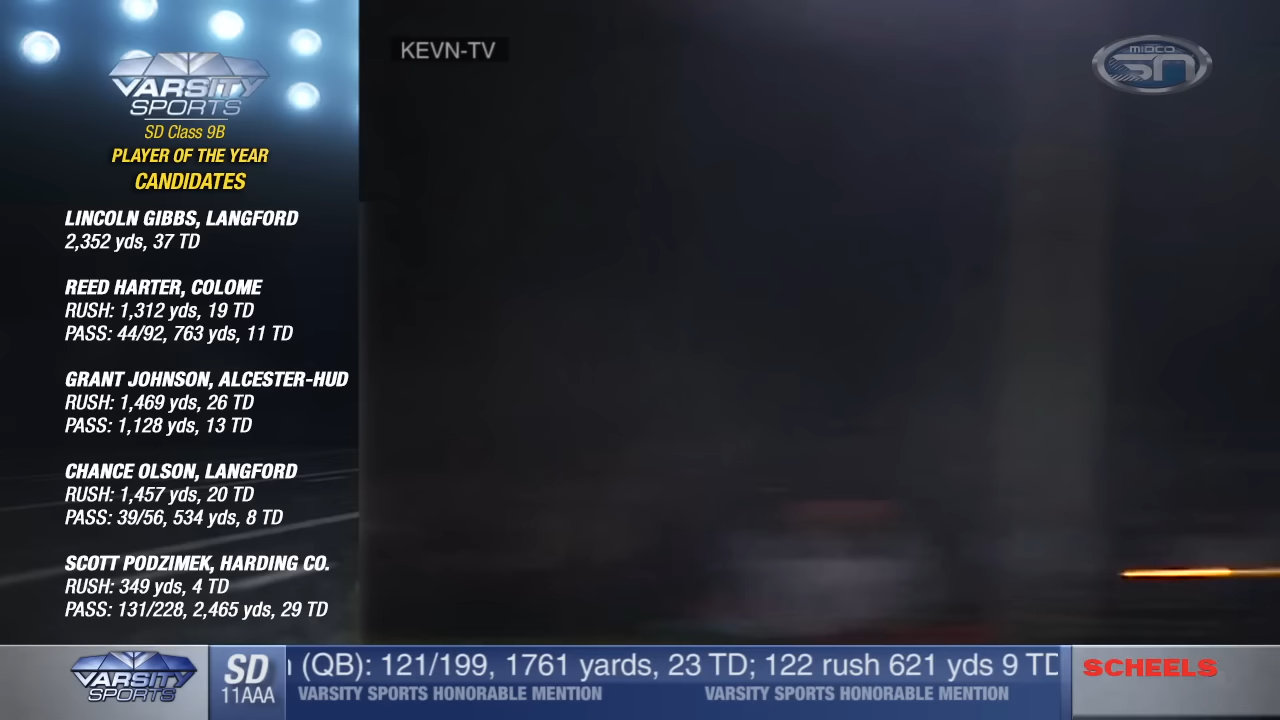 VARSITY
SPORTS
SD Class 9B
PLAYER OF THE YEAR
CANDIDATES
LINCOLN GIBBS, LANGFORD
2,352 yds, 37 TD
REED HARTER, COLOME
RUSH: 1,312 yds, 19 TD
PASS: 44/92, 763 yds, 11 TD
GRANT JOHNSON, ALCESTER-HUD
RUSH: 1,469 yds, 26 TD
PASS: 1,128 yds, 13 TD
CHANCE OLSON, LANGFORD
RUSH: 1,457 yds, 20 TD
PASS: 39/56, 534 yds, 8 TD
SCOTT PODZIMEK, HARDING CO.
RUSH: 349 yds, 4 TD
PASS: 131/228, 2,465 yds, 29 TD
KEVN-TV
MIDCO
SN
VARSITY
SPORTS
SD
11AAA
(QB): 121/199, 1761 yards, 23 TD; 122 rush 621 yds 9 TD
VARSITY SPORTS HONORABLE MENTION VARSITY SPORTS HONORABLE MENTION
SCHEELS